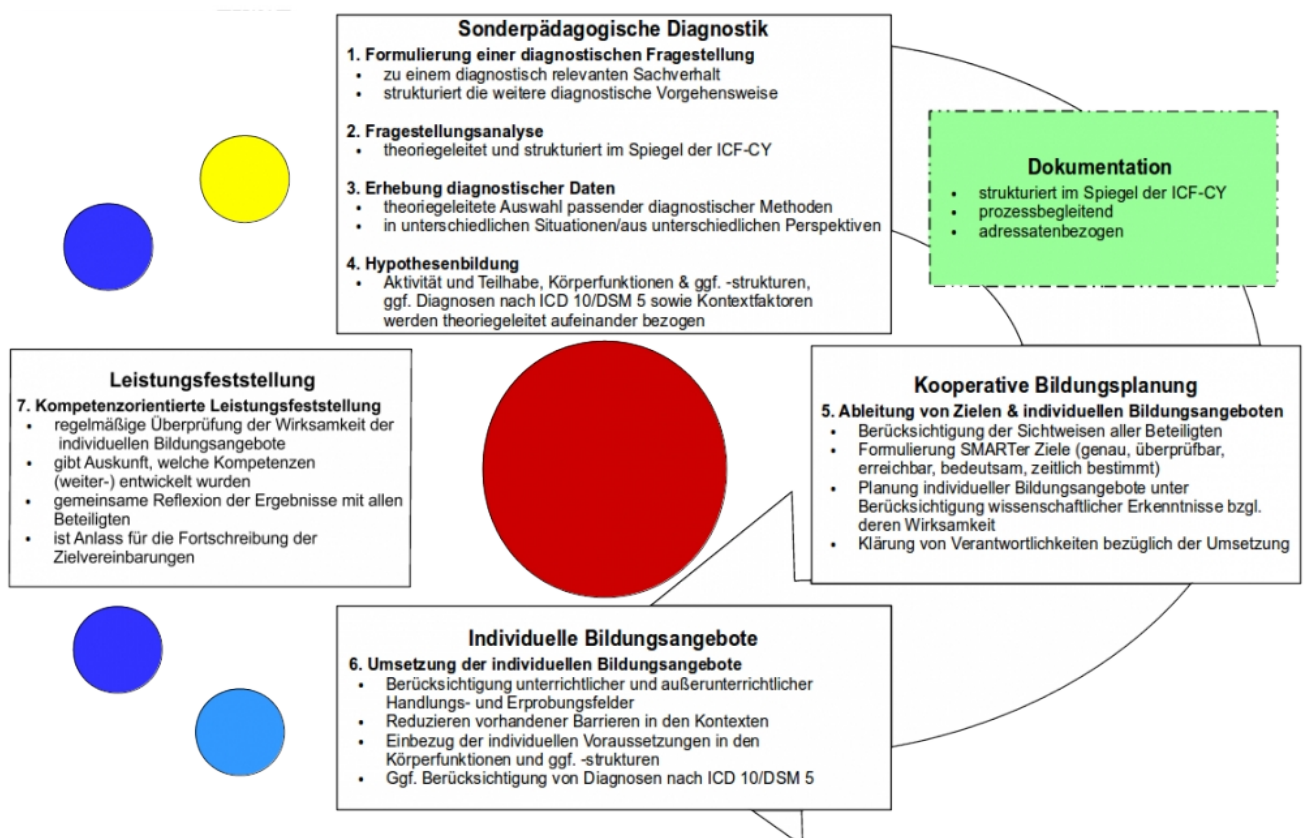 Sonderpädagogische Diagnostik
1. Formulierung einer diagnostischen Fragestellung
• zu einem diagnostisch relevanten Sachverhalt
• strukturiert die weitere diagnostische Vorgehensweise
2. Fragestellungsanalyse
• theoriegeleitet und strukturiert im Spiegel der ICF-CY
3. Erhebung diagnostischer Daten
• theoriegeleitete Auswahl passender diagnostischer Methoden
• in unterschiedlichen Situationen/aus unterschiedlichen Perspektiven
4. Hypothesenbildung
• Aktivität und Teilhabe, Körperfunktionen & ggf. -strukturen,
ggf. Diagnosen nach ICD 10/DSM 5 sowie Kontextfaktoren
werden theoriegeleitet aufeinander bezogen
Dokumentation
• strukturiert im Spiegel der ICF-CY
• prozessbegleitend
• adressatenbezogen
Kooperative Bildungsplanung
5. Ableitung von Zielen & individuellen Bildungsangeboten
• Berücksichtigung der Sichtweisen aller Beteiligten
• Formulierung SMARTer Ziele (genau, überprüfbar,
erreichbar, bedeutsam, zeitlich bestimmt)
• Planung individueller Bildungsangebote unter
Berücksichtigung wissenschaftlicher Erkenntnisse bzgl.
deren Wirksamkeit
• Klärung von Verantwortlichkeiten bezüglich der Umsetzung
Individuelle Bildungsangebote
6. Umsetzung der individuellen Bildungsangebote
• Berücksichtigung unterrichtlicher und außerunterrichtlicher
Handlungs- und Erprobungsfelder
• Reduzieren vorhandener Barrieren in den Kontexten
• Einbezug der individuellen Voraussetzungen in den
Körperfunktionen und ggf. -strukturen
• Ggf. Berücksichtigung von Diagnosen nach ICD 10/DSM 5
Leistungsfeststellung
7. Kompetenzorientierte Leistungsfeststellung
• regelmäßige Überprüfung der Wirksamkeit der
individuellen Bildungsangebote
• gibt Auskunft, welche Kompetenzen
(weiter-) entwickelt wurden
• gemeinsame Reflexion der Ergebnisse mit allen
Beteiligten
• ist Anlass für die Fortschreibung der
Zielvereinbarungen